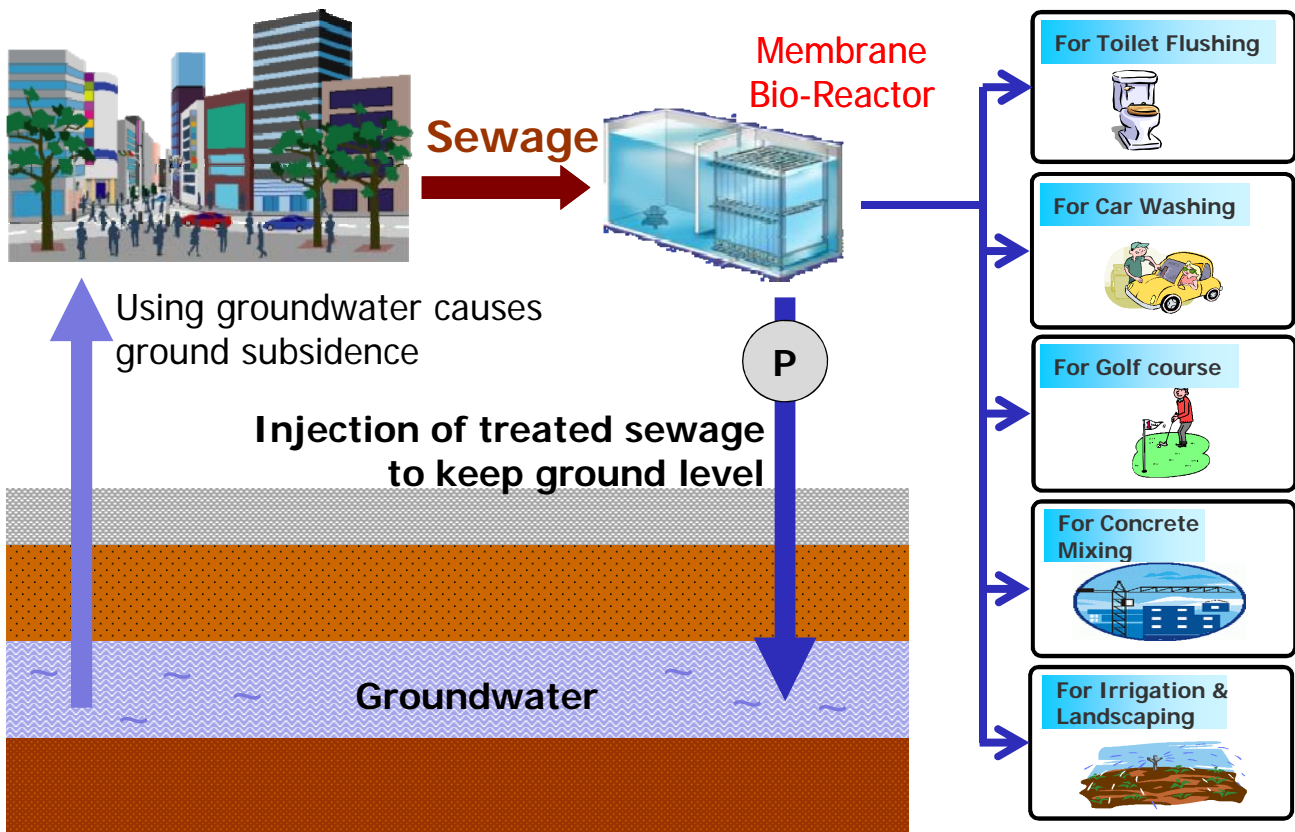 Membrane
Bio-Reactor
Sewage
Using groundwater causes
ground subsidence
P
Injection of treated sewage
to keep ground level
Groundwater
For Toilet Flushing
For Car Washing
For Golf course
For Concrete
Mixing
For Irrigation &
Landscaping